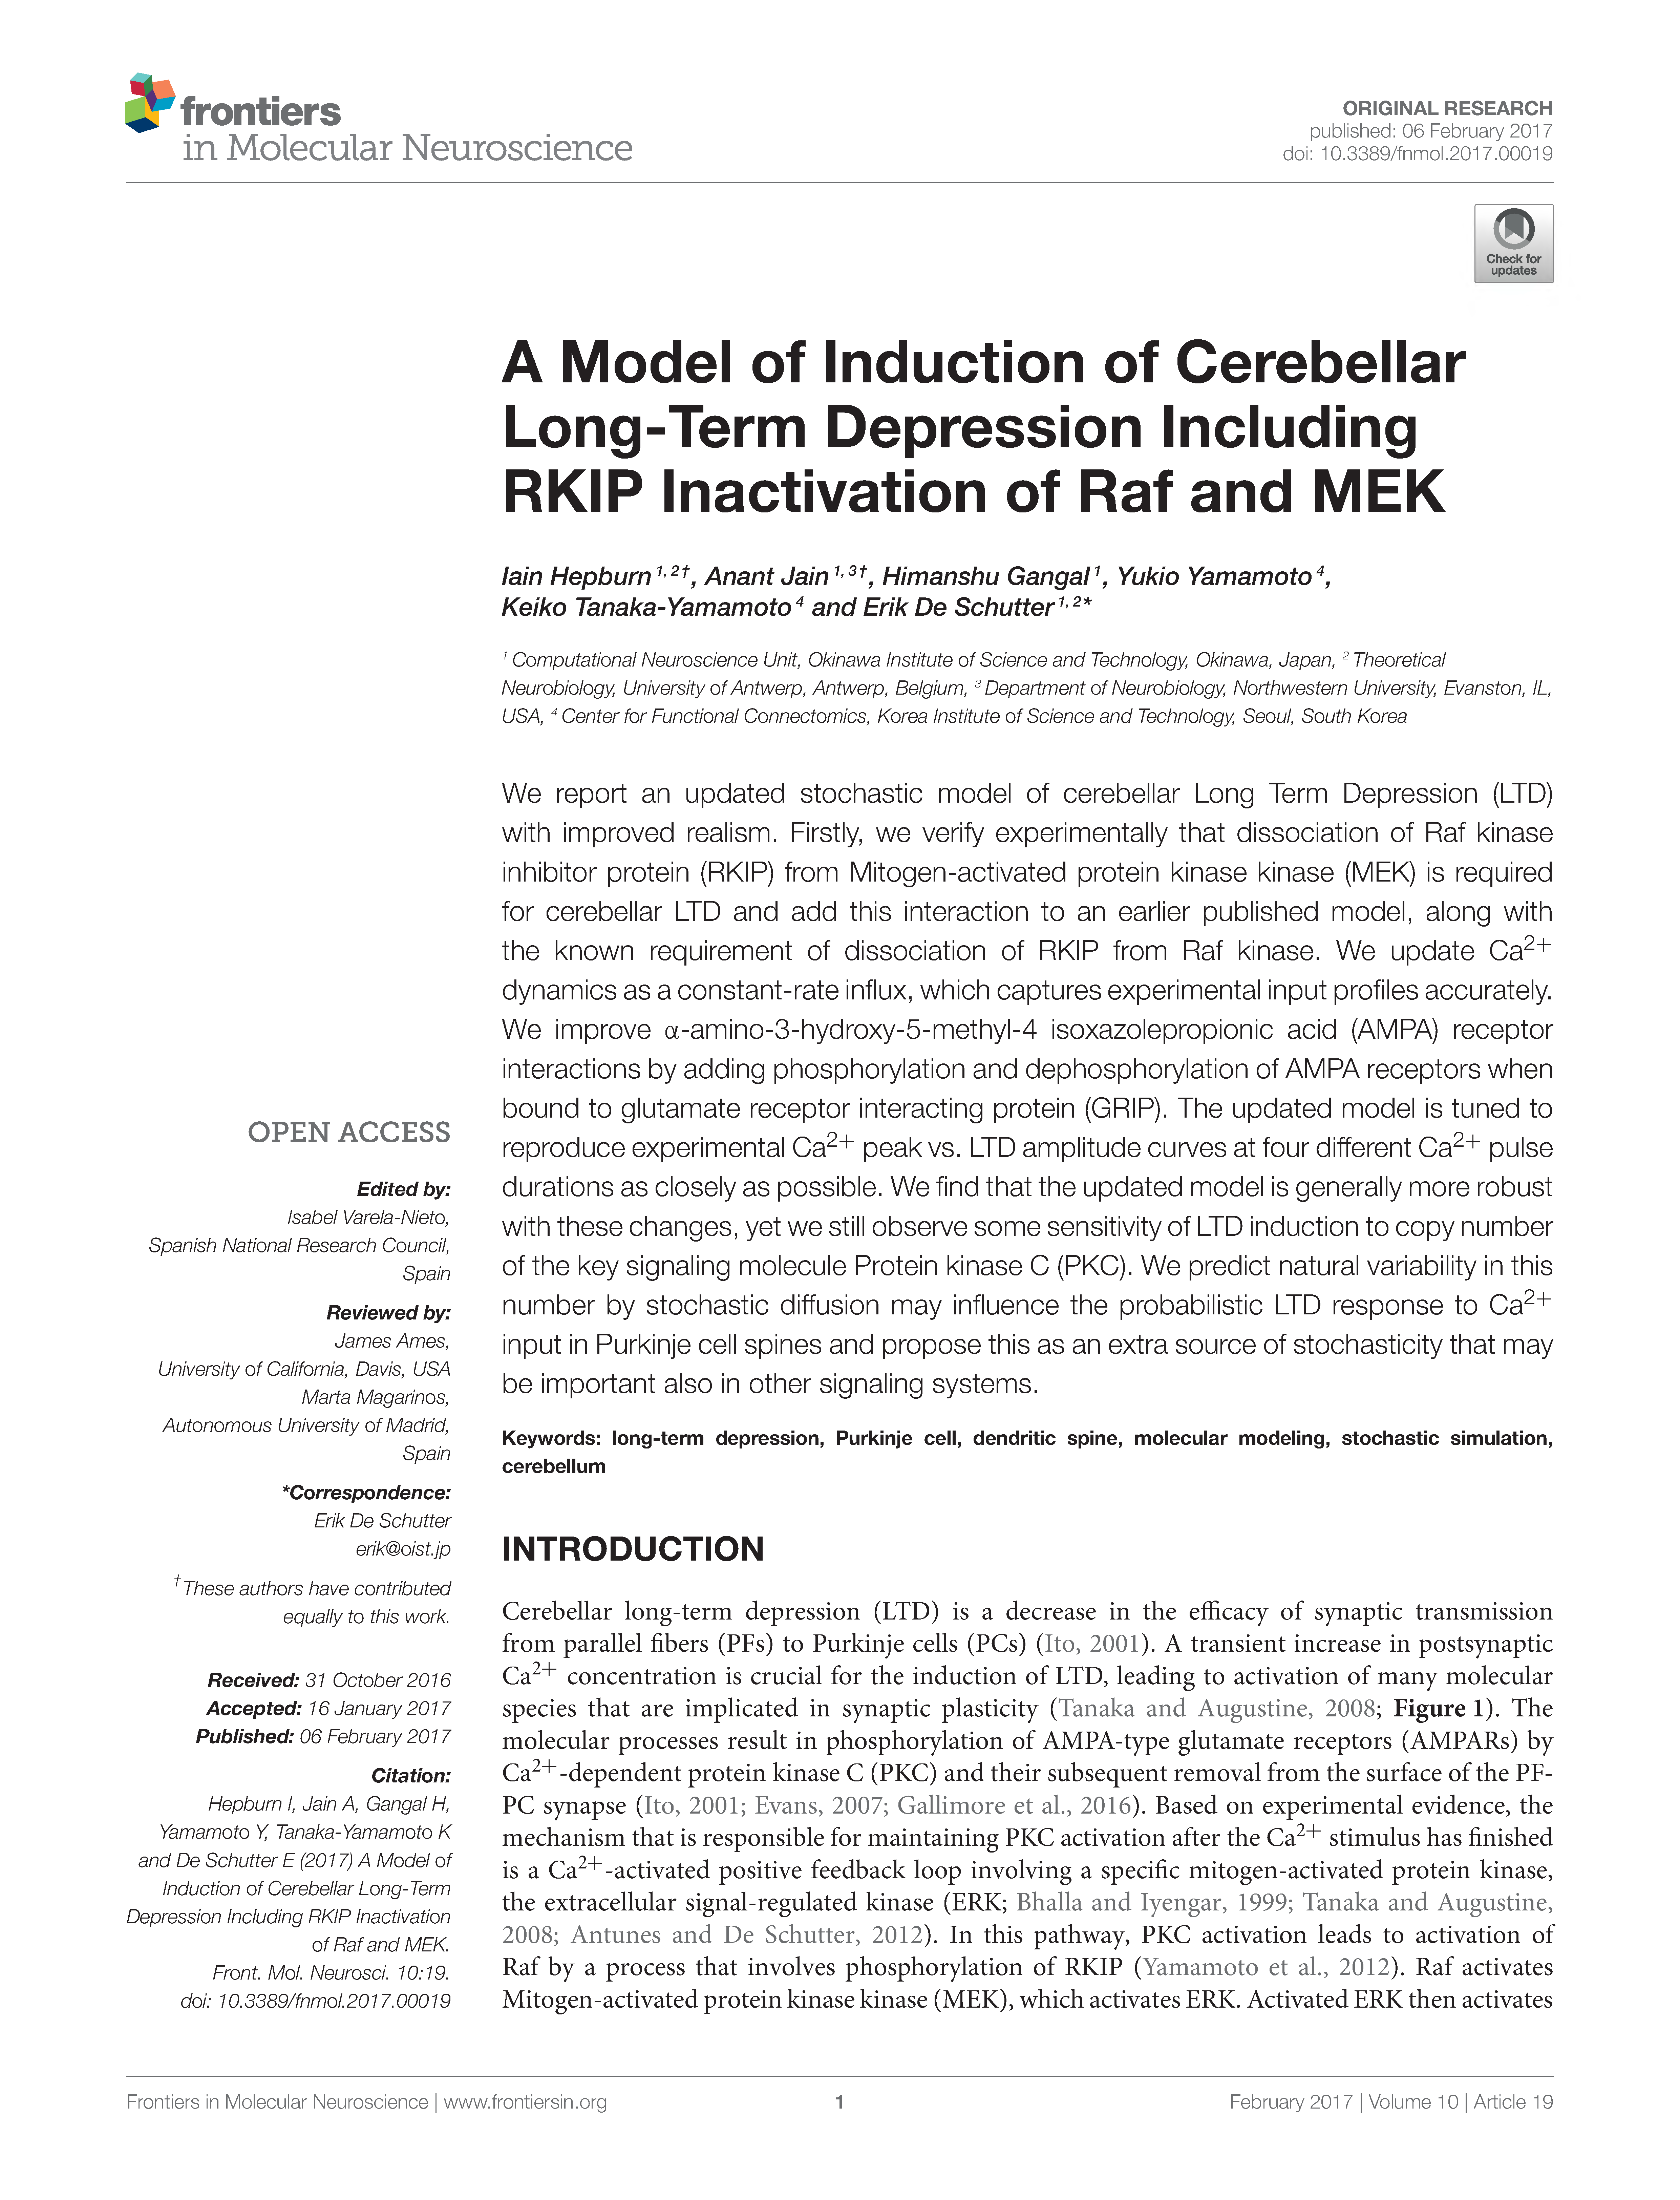 frontiers
in Molecular Neuroscience
ORIGINAL RESEARCH
published: 06 February 2017
doi: 10.3389/fnmol.2017.00019
Check for
updates
A Model of Induction of Cerebellar
Long-Term Depression Including
RKIP Inactivation of Raf and MEK
Iain Hepburn 1, 2†, Anant Jain 1, 3†, Himanshu Gangal 1, Yukio Yamamoto 4,
Keiko Tanaka-Yamamoto 4 and Erik De Schutter 1, 2*
1 Computational Neuroscience Unit, Okinawa Institute of Science and Technology, Okinawa, Japan, 2 Theoretical
Neurobiology, University of Antwerp, Antwerp, Belgium, 3 Department of Neurobiology, Northwestern University, Evanston, IL,
USA, 4 Center for Functional Connectomics, Korea Institute of Science and Technology, Seoul, South Korea
We report an updated stochastic model of cerebellar Long Term Depression (LTD)
with improved realism. Firstly, we verify experimentally that dissociation of Raf kinase
inhibitor protein (RKIP) from Mitogen-activated protein kinase kinase (MEK) is required
for cerebellar LTD and add this interaction to an earlier published model, along with
the known requirement of dissociation of RKIP from Raf kinase. We update Ca2+
dynamics as a constant-rate influx, which captures experimental input profiles accurately.
We improve α-amino-3-hydroxy-5-methyl-4 isoxazolepropionic acid (AMPA) receptor
interactions by adding phosphorylation and dephosphorylation of AMPA receptors when
bound to glutamate receptor interacting protein (GRIP). The updated model is tuned to
reproduce experimental Ca2+ peak vs. LTD amplitude curves at four different Ca2+ pulse
durations as closely as possible. We find that the updated model is generally more robust
with these changes, yet we still observe some sensitivity of LTD induction to copy number
of the key signaling molecule Protein kinase C (PKC). We predict natural variability in this
number by stochastic diffusion may influence the probabilistic LTD response to Ca2+
input in Purkinje cell spines and propose this as an extra source of stochasticity that may
be important also in other signaling systems.
Keywords: long-term depression, Purkinje cell, dendritic spine, molecular modeling, stochastic simulation,
cerebellum
OPEN ACCESS
Edited by:
Isabel Varela-Nieto,
Spanish National Research Council,
Spain
Reviewed by:
James Ames,
University of California, Davis, USA
Marta Magarinos,
Autonomous University of Madrid,
Spain
*Correspondence:
Erik De Schutter
erik@oist.jp
†These authors have contributed
equally to this work.
Received: 31 October 2016
Accepted: 16 January 2017
Published: 06 February 2017
Citation:
Hepburn I, Jain A, Gangal H,
Yamamoto Y, Tanaka-Yamamoto K
and De Schutter E (2017) A Model of
Induction of Cerebellar Long-Term
Depression Including RKIP Inactivation
of Raf and MEK.
Front. Mol. Neurosci. 10:19.
doi: 10.3389/fnmol.2017.00019
INTRODUCTION
Cerebellar long-term depression (LTD) is a decrease in the efficacy of synaptic transmission
from parallel fibers (PFs) to Purkinje cells (PCs) (Ito, 2001). A transient increase in postsynaptic
Ca2+ concentration is crucial for the induction of LTD, leading to activation of many molecular
species that are implicated in synaptic plasticity (Tanaka and Augustine, 2008; Figure 1). The
molecular processes result in phosphorylation of AMPA-type glutamate receptors (AMPARs) by
Ca2+-dependent protein kinase C (PKC) and their subsequent removal from the surface of the PF-
PC synapse (Ito, 2001; Evans, 2007; Gallimore et al., 2016). Based on experimental evidence, the
mechanism that is responsible for maintaining PKC activation after the Ca2+ stimulus has finished
is a Ca2+-activated positive feedback loop involving a specific mitogen-activated protein kinase,
the extracellular signal-regulated kinase (ERK; Bhalla and Iyengar, 1999; Tanaka and Augustine,
2008; Antunes and De Schutter, 2012). In this pathway, PKC activation leads to activation of
Raf by a process that involves phosphorylation of RKIP (Yamamoto et al., 2012). Raf activates
Mitogen-activated protein kinase kinase (MEK), which activates ERK. Activated ERK then activates
Frontiers in Molecular Neuroscience | www.frontiersin.org
1
February 2017 | Volume 10 | Article 19